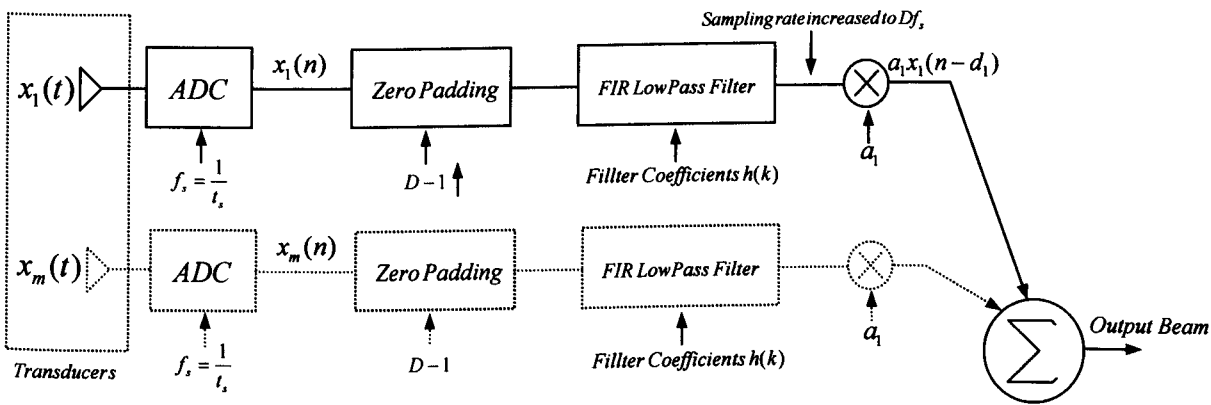 Sampling rate increased to Df_s
x_1(t)
ADC
x_1(n)
Zero Padding
FIR LowPass Filter
a_1x_1(n-d_1)
a_1
f_s = 1/t_s
D-1
Fillter Coefficients h(k)
x_m(t)
ADC
x_m(n)
Zero Padding
FIR LowPass Filter
a_1
f_s = 1/t_s
D-1
Fillter Coefficients h(k)
Σ
Output Beam
Transducers